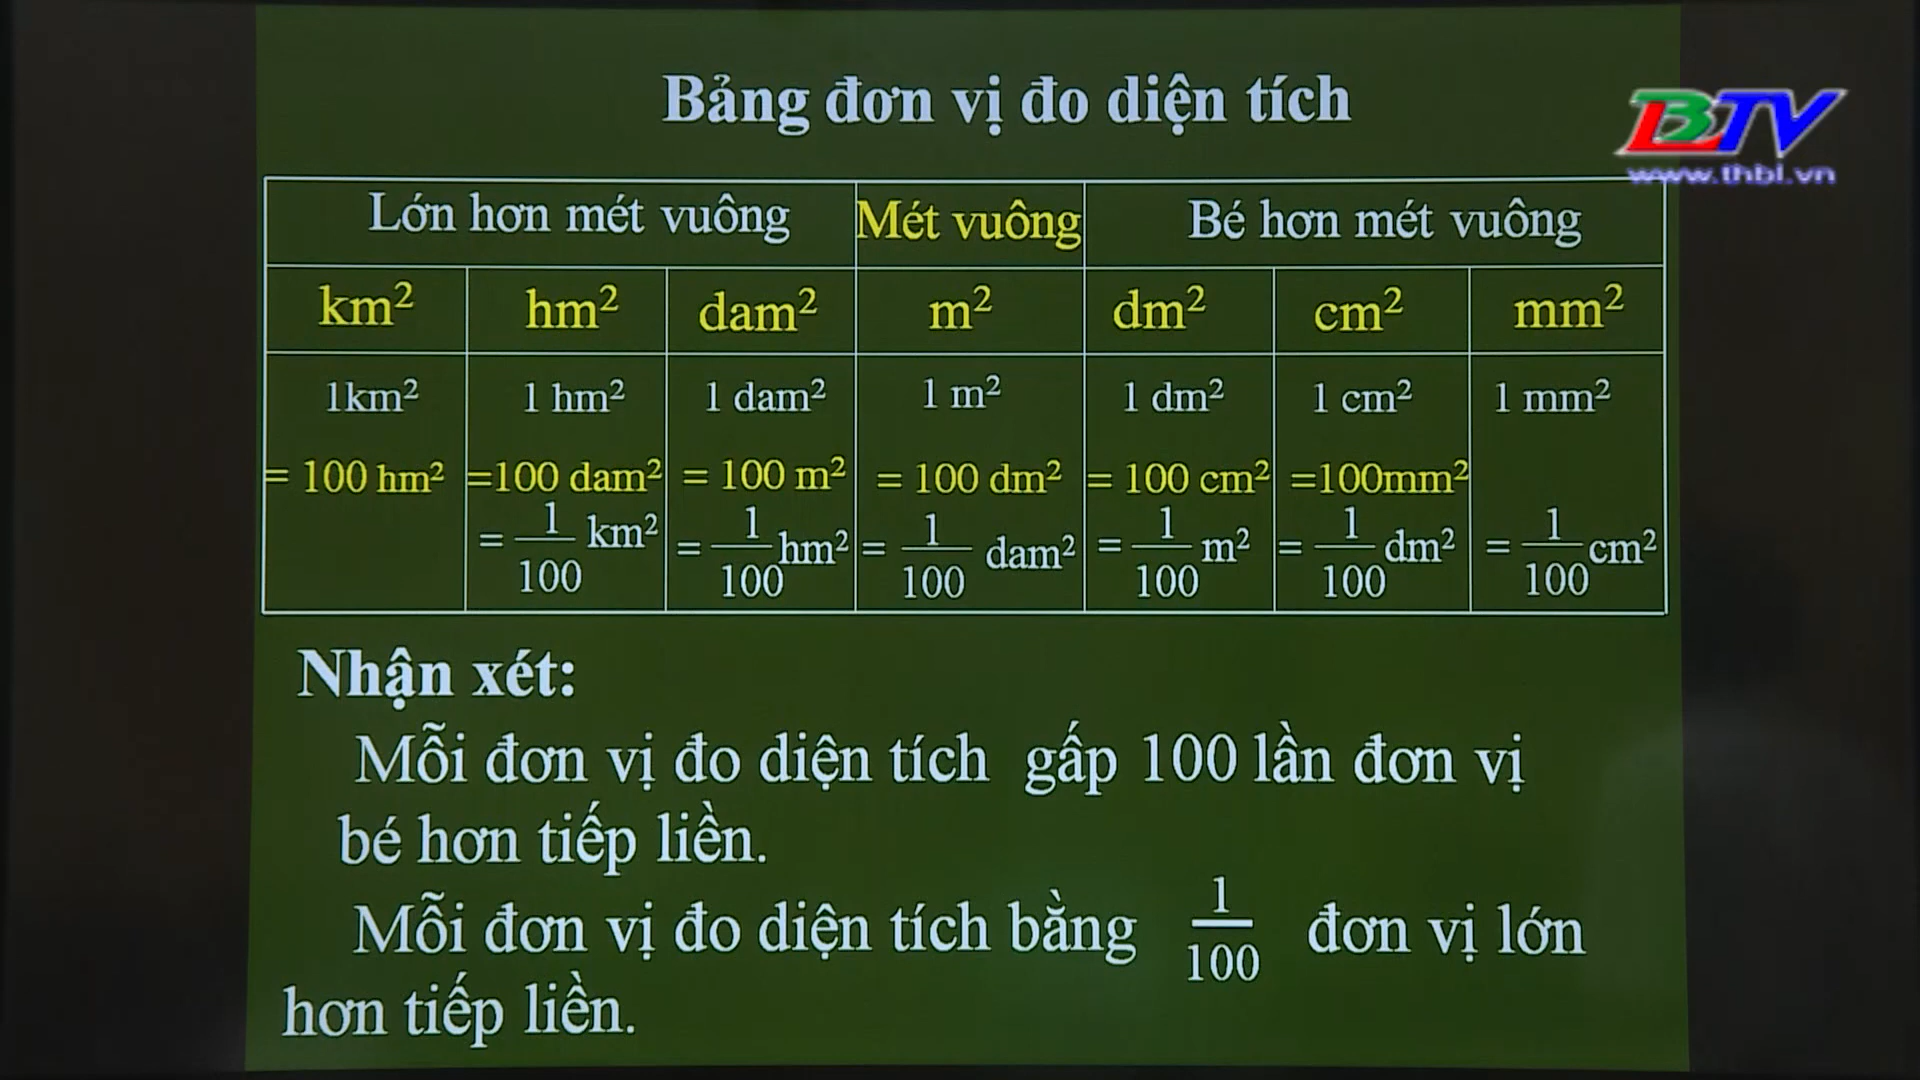 Bảng đơn vị đo diện tích
BTV
www.thbl.vn
Lớn hơn mét vuông Mét vuông Bé hơn mét vuông
km² hm² dam² m² dm² cm² mm²
1km² 1 hm² 1 dam² 1 m² 1 dm² 1 cm² 1 mm²
= 100 hm² =100 dam² = 100 m² = 100 dm² = 100 cm² =100mm²
= 1/100 km² = 1/100 hm² = 1/100 dam² = 1/100 m² = 1/100 dm² = 1/100 cm²
Nhận xét:
Mỗi đơn vị đo diện tích gấp 100 lần đơn vị
bé hơn tiếp liền.
Mỗi đơn vị đo diện tích bằng 1/100 đơn vị lớn
hơn tiếp liền.